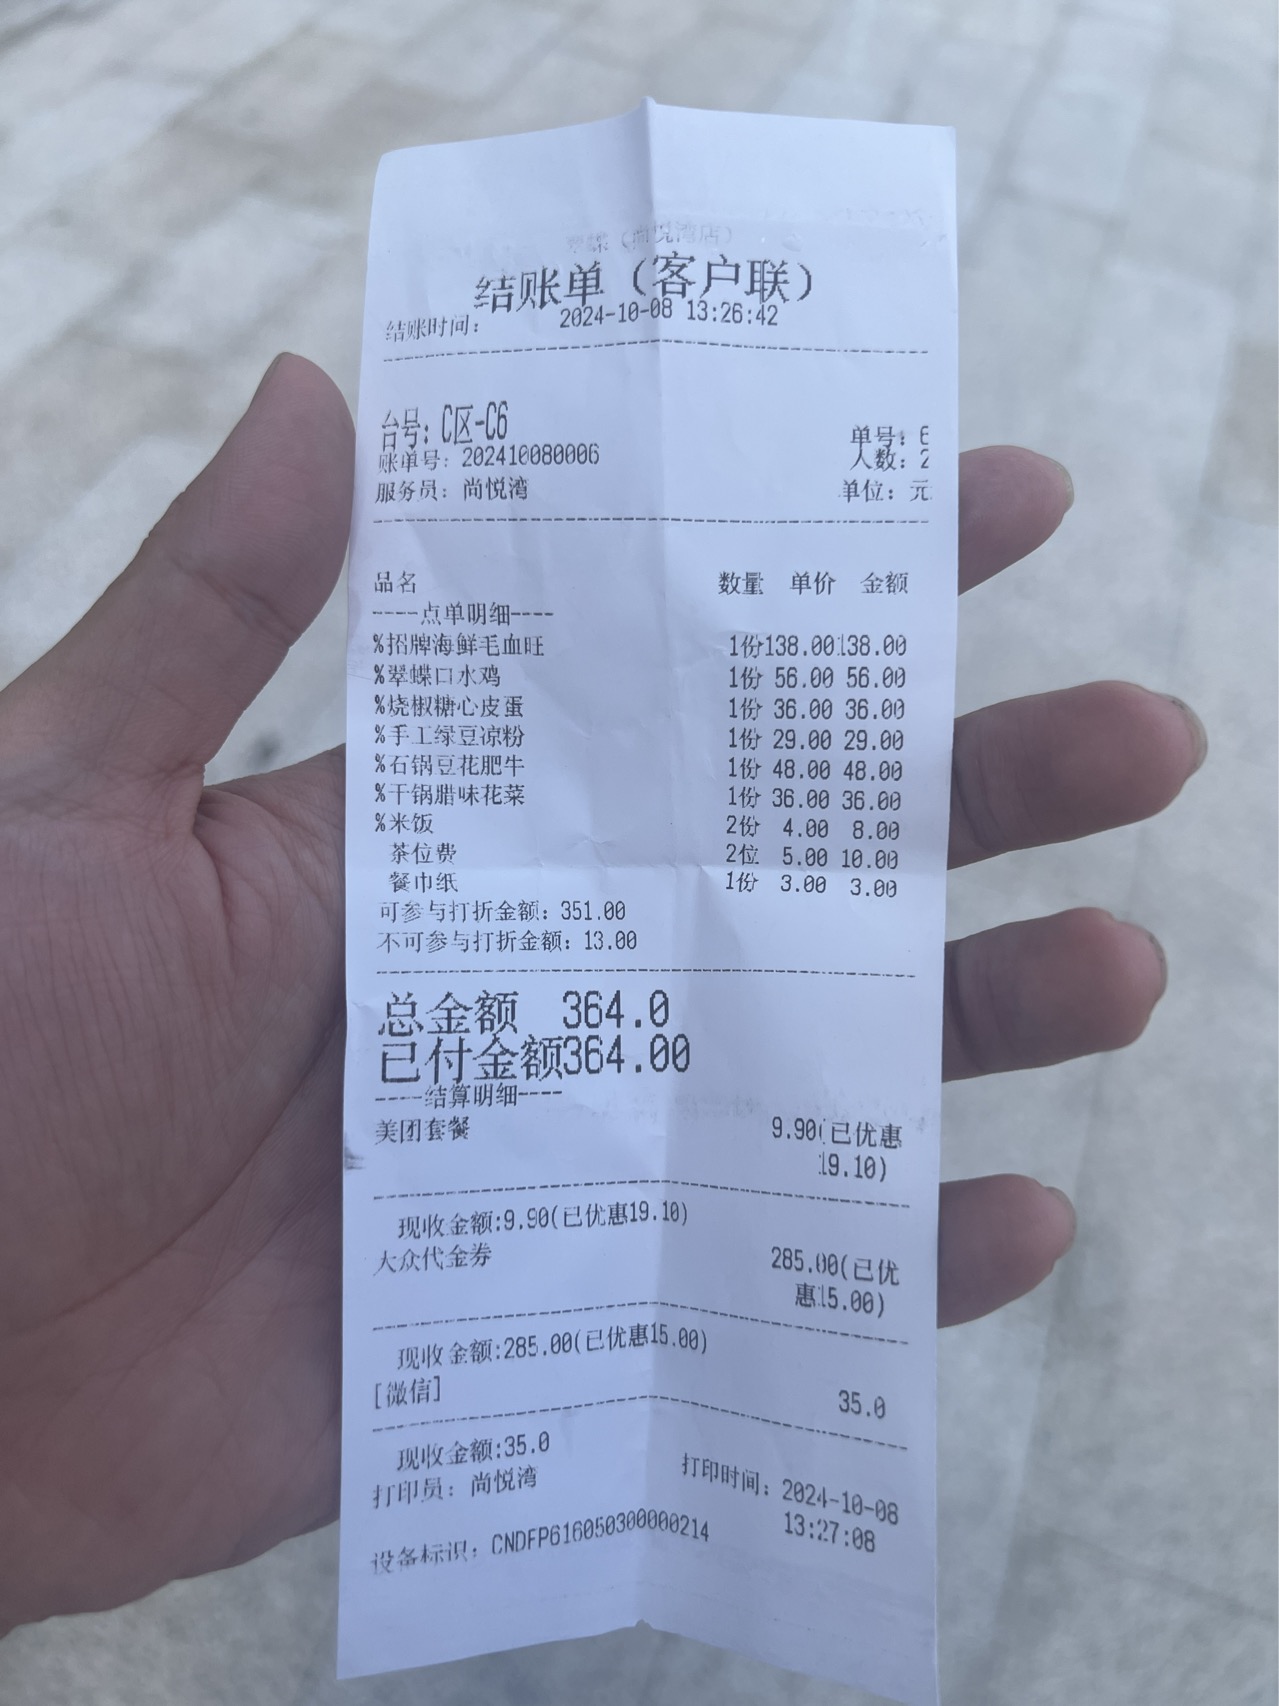 结账单（客户联）
结账时间： 2024-10-08 13:26:42
台号：C区-C6
单号：6
账单号：202410080006
人数：2
服务员：尚悦湾
单位：元
品名 数量 单价 金额
----点单明细----
%招牌海鲜毛血旺 1份 138.00 138.00
%翠蝶口水鸡 1份 56.00 56.00
%烧椒糖心皮蛋 1份 36.00 36.00
%手工绿豆凉粉 1份 29.00 29.00
%石锅豆花肥牛 1份 48.00 48.00
%干锅腊味花菜 1份 36.00 36.00
%米饭 2份 4.00 8.00
茶位费 2位 5.00 10.00
餐巾纸 1份 3.00 3.00
可参与打折金额：351.00
不可参与打折金额：13.00
总金额 364.0
已付金额364.00
----结算明细----
美团套餐 9.90(已优惠
19.10)
现收金额:9.90(已优惠19.10)
大众代金券 285.00(已优
惠15.00)
现收金额:285.00(已优惠15.00)
[微信] 35.0
现收金额:35.0
打印员：尚悦湾
打印时间：2024-10-08
13:27:08
设备标识：CNDFP616050300000214